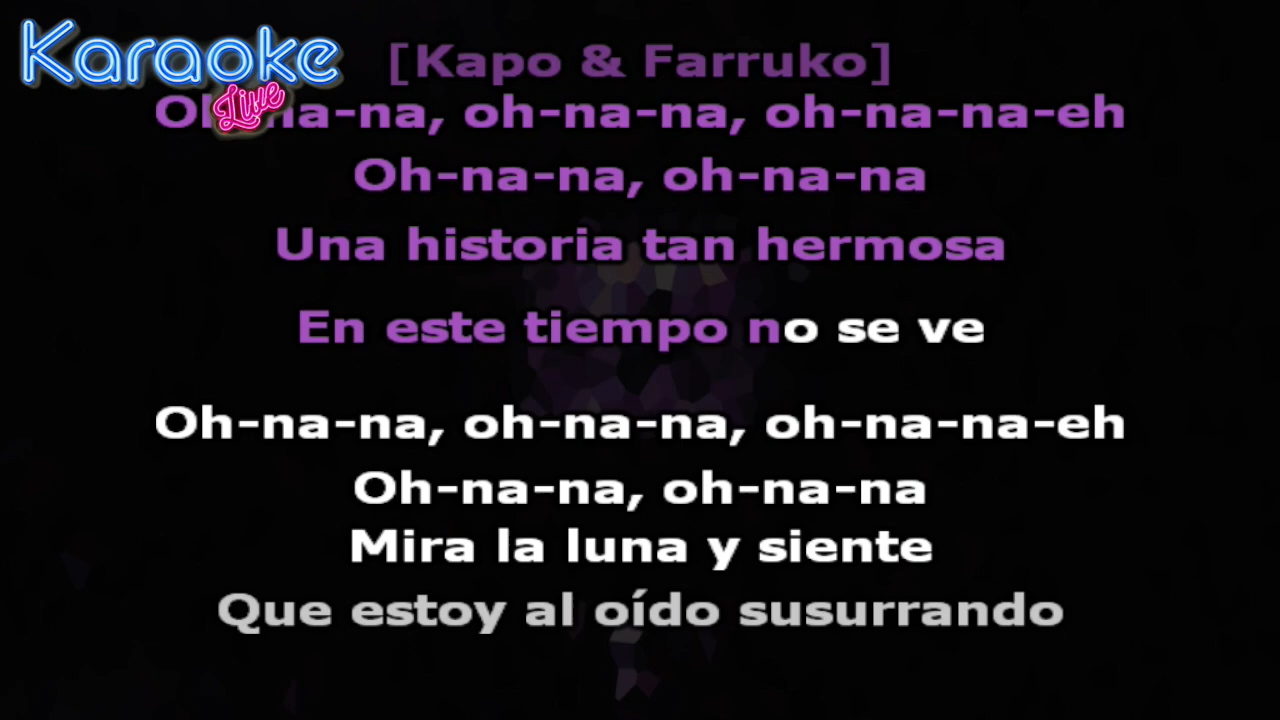 Karaoke
Live
[Kapo & Farruko]
Oh-na-na, oh-na-na, oh-na-na-eh
Oh-na-na, oh-na-na
Una historia tan hermosa
En este tiempo no se ve
Oh-na-na, oh-na-na, oh-na-na-eh
Oh-na-na, oh-na-na
Mira la luna y siente
Que estoy al oído susurrando